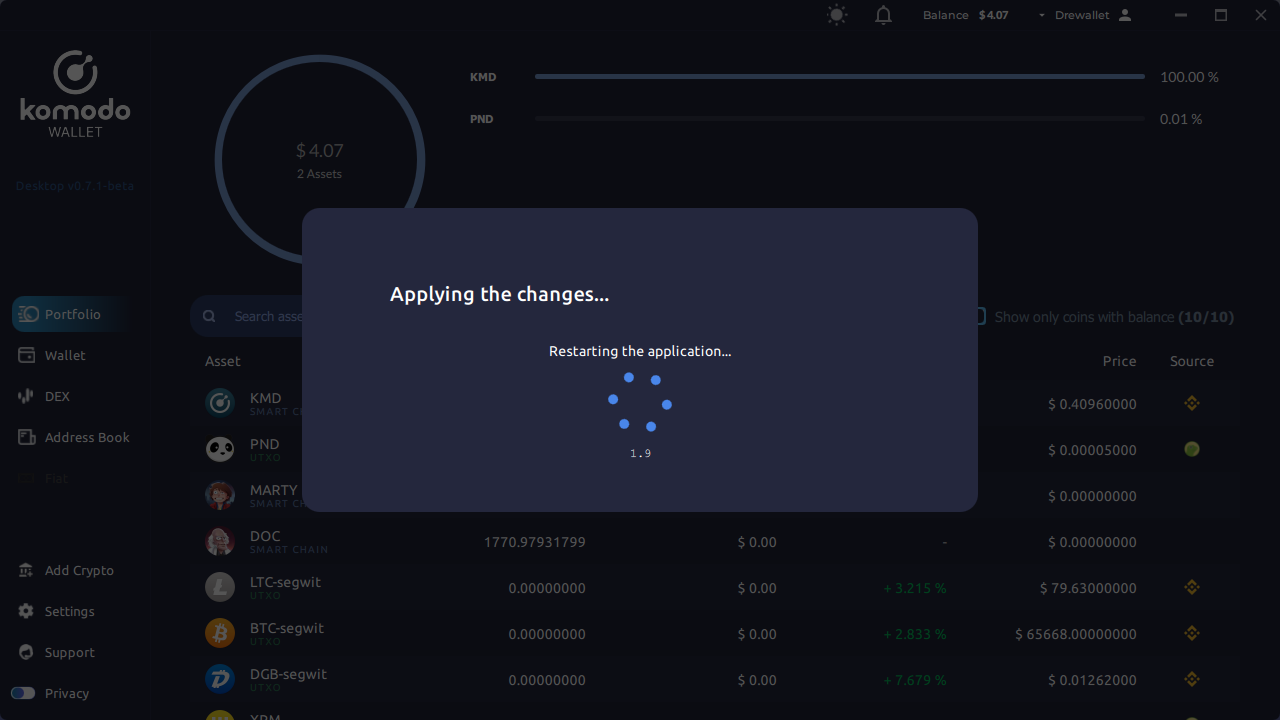 Balance $ 4.07 Drewallet
komodo
WALLET
Desktop v0.7.1-beta
$ 4.07
2 Assets
KMD 100.00 %
PND 0.01 %
Applying the changes...
Restarting the application...
1.9
Portfolio
Wallet
DEX
Address Book
Fiat
Add Crypto
Settings
Support
Privacy
Search asse
Show only coins with balance (10/10)
Asset Price Source
KMD $ 0.40960000
SMART CH
PND $ 0.00005000
UTXO
MARTY $ 0.00000000
SMART CH
DOC 1770.97931799 $ 0.00 - $ 0.00000000
SMART CHAIN
LTC-segwit 0.00000000 $ 0.00 + 3.215 % $ 79.63000000
UTXO
BTC-segwit 0.00000000 $ 0.00 + 2.833 % $ 65668.00000000
UTXO
DGB-segwit 0.00000000 $ 0.00 + 7.679 % $ 0.01262000
UTXO